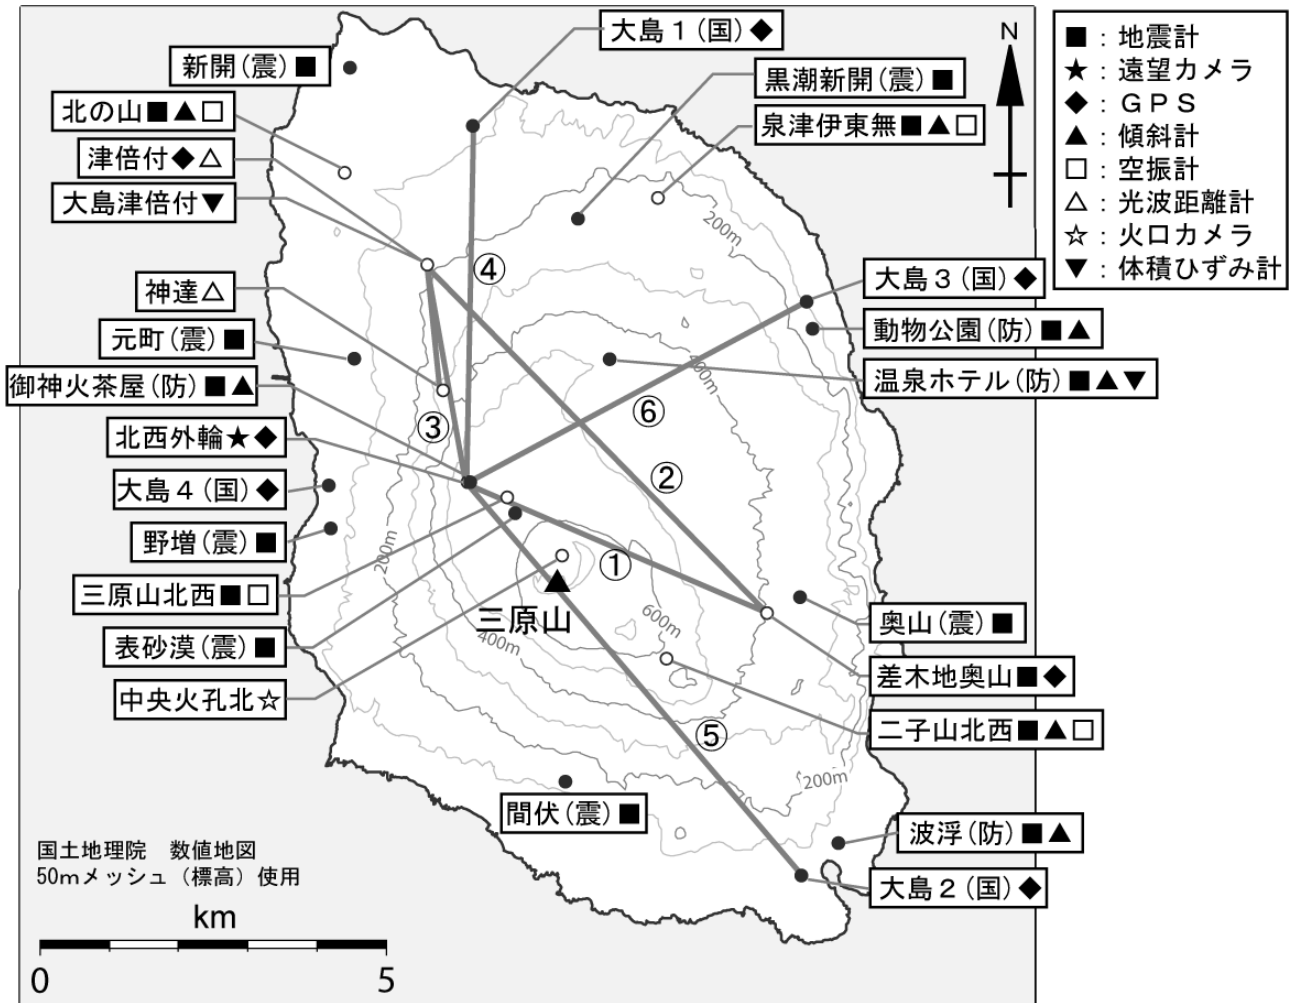 大島１(国)◆
新開(震)■
黒潮新開(震)■
北の山■▲□
泉津伊東無■▲□
津倍付◆△
大島津倍付▼
N
■：地震計
★：遠望カメラ
◆：ＧＰＳ
▲：傾斜計
□：空振計
△：光波距離計
☆：火口カメラ
▼：体積ひずみ計
200m
④
大島３(国)◆
神達△
動物公園(防)■▲
元町(震)■
400m
温泉ホテル(防)■▲▼
御神火茶屋(防)■▲
⑥
③
北西外輪★◆
②
大島４(国)◆
野増(震)■
200m
①
三原山北西■□
三原山
600m
奥山(震)■
表砂漠(震)■
400m
差木地奥山■◆
中央火孔北☆
二子山北西■▲□
⑤
200m
間伏(震)■
波浮(防)■▲
大島２(国)◆
国土地理院　数値地図
50mメッシュ（標高）使用
km
0
5